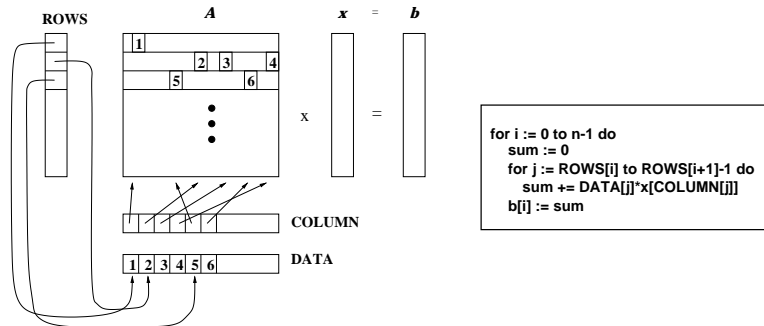 ROWS A x = b
1
2 3 4
5 6
x =
COLUMN
DATA
1 2 3 4 5 6
for i := 0 to n-1 do
sum := 0
for j := ROWS[i] to ROWS[i+1]-1 do
sum += DATA[j]*x[COLUMN[j]]
b[i] := sum